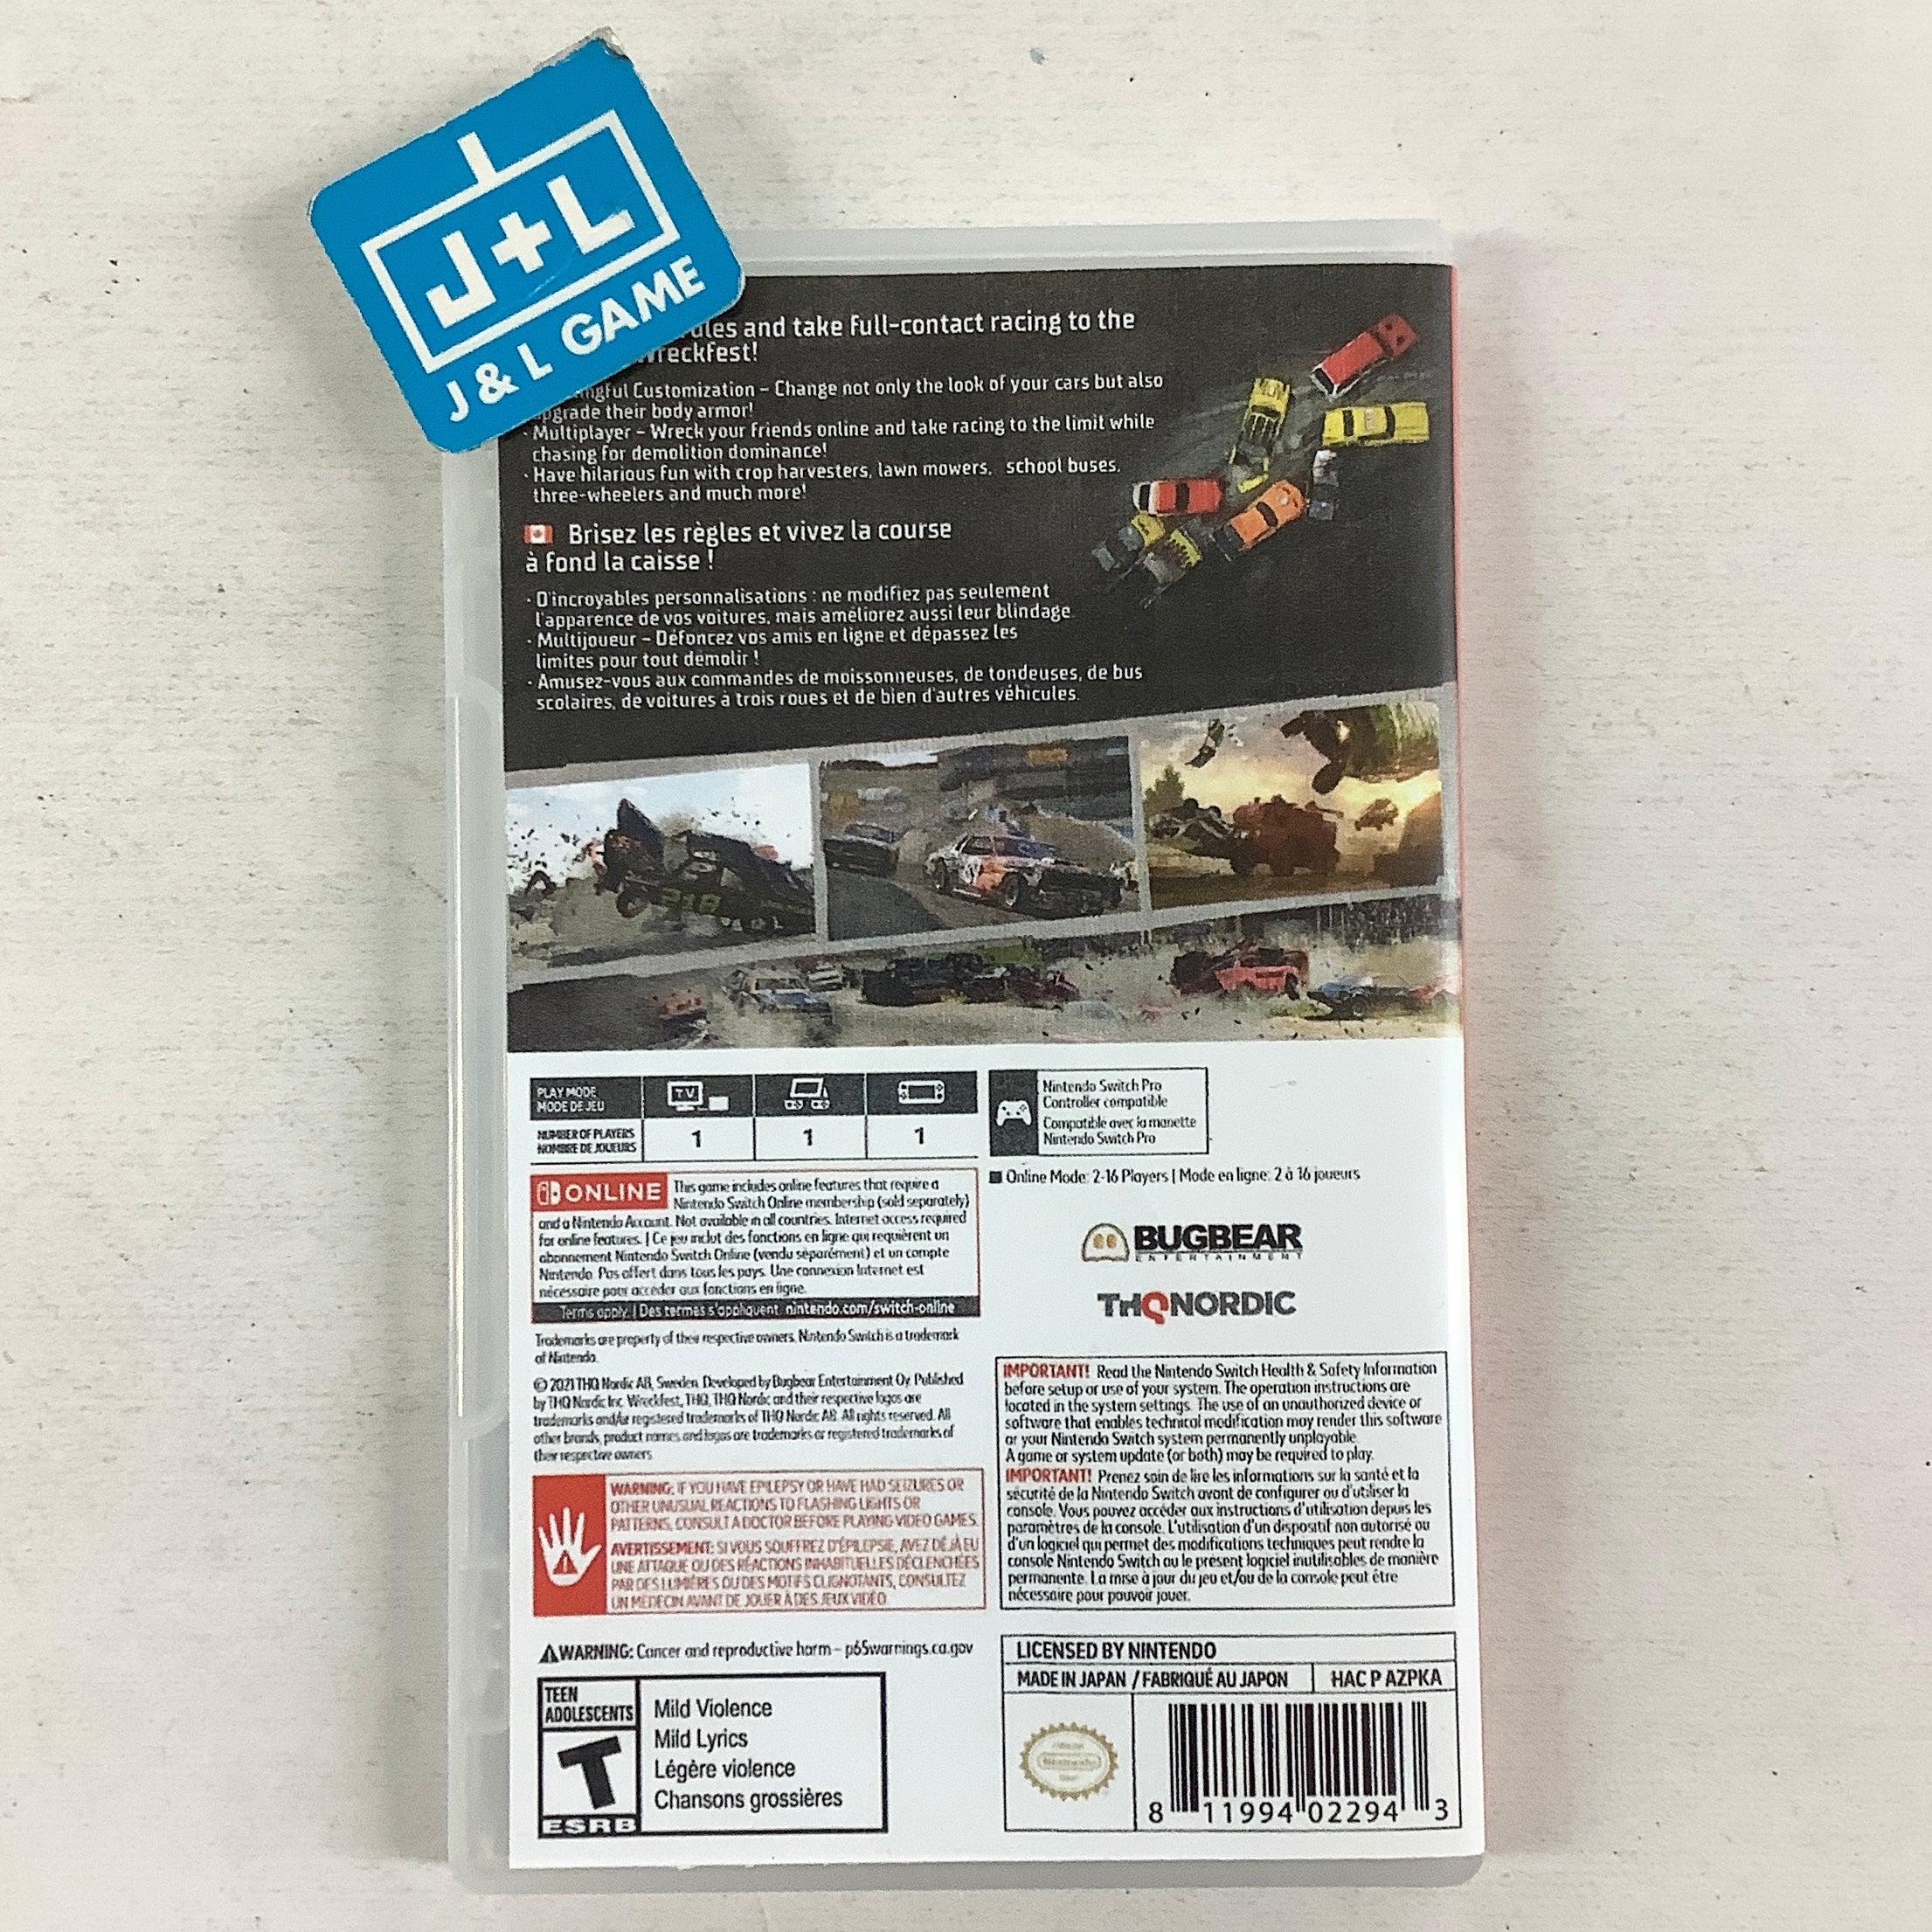 J+L
J & L GAME
and take full-contact racing to the
Wreckfest!
Customization – Change not only the look of your cars but also
upgrade their body armor!
· Multiplayer – Wreck your friends online and take racing to the limit while
chasing for demolition dominance!
· Have hilarious fun with crop harvesters, lawn mowers, school buses,
three-wheelers and much more!
Brisez les règles et vivez la course
à fond la caisse !
· D'incroyables personnalisations : ne modifiez pas seulement
l'apparence de vos voitures, mais améliorez aussi leur blindage.
· Multijoueur – Défoncez vos amis en ligne et dépassez les
limites pour tout démolir !
· Amusez-vous aux commandes de moissonneuses, de tondeuses, de bus
scolaires, de voitures à trois roues et de bien d'autres véhicules.
PLAY MODE
MODE DE JEU
TV
NUMBER OF PLAYERS
NOMBRE DE JOUEURS
1 1 1
Nintendo Switch Pro
Controller compatible
Compatible avec la manette
Nintendo Switch Pro
Online Mode: 2-16 Players | Mode en ligne: 2 à 16 joueurs
ONLINE This game includes online features that require a
Nintendo Switch Online membership (sold separately)
and a Nintendo Account. Not available in all countries. Internet access required
for online features. | Ce jeu inclut des fonctions en ligne qui requièrent un
abonnement Nintendo Switch Online (vendu séparément) et un compte
Nintendo. Pas offert dans tous les pays. Une connexion Internet est
nécessaire pour accéder aux fonctions en ligne.
Terms apply. | Des termes s'appliquent. nintendo.com/switch-online
BUGBEAR
ENTERTAINMENT
THQ NORDIC
Trademarks are property of their respective owners. Nintendo Switch is a trademark
of Nintendo.
© 2021 THQ Nordic AB, Sweden. Developed by Bugbear Entertainment Oy. Published
by THQ Nordic Inc. Wreckfest, THQ, THQ Nordic and their respective logos are
trademarks and/or registered trademarks of THQ Nordic AB. All rights reserved. All
other brands, product names and logos are trademarks or registered trademarks of
their respective owners.
WARNING: IF YOU HAVE EPILEPSY OR HAVE HAD SEIZURES OR
OTHER UNUSUAL REACTIONS TO FLASHING LIGHTS OR
PATTERNS, CONSULT A DOCTOR BEFORE PLAYING VIDEO GAMES.
AVERTISSEMENT: SI VOUS SOUFFREZ D'ÉPILEPSIE, AVEZ DÉJÀ EU
UNE ATTAQUE OU DES RÉACTIONS INHABITUELLES DÉCLENCHÉES
PAR DES LUMIÈRES OU DES MOTIFS CLIGNOTANTS, CONSULTEZ
UN MÉDECIN AVANT DE JOUER À DES JEUX VIDÉO.
IMPORTANT! Read the Nintendo Switch Health & Safety Information
before setup or use of your system. The operation instructions are
located in the system settings. The use of an unauthorized device or
software that enables technical modification may render this software
or your Nintendo Switch system permanently unplayable.
A game or system update (or both) may be required to play.
IMPORTANT! Prenez soin de lire les informations sur la santé et la
sécurité de la Nintendo Switch avant de configurer ou d'utiliser la
console. Vous pouvez accéder aux instructions d'utilisation depuis les
paramètres de la console. L'utilisation d'un dispositif non autorisé ou
d'un logiciel qui permet des modifications techniques peut rendre la
console Nintendo Switch ou le présent logiciel inutilisables de manière
permanente. La mise à jour du jeu et/ou de la console peut être
nécessaire pour pouvoir jouer.
WARNING: Cancer and reproductive harm – p65warnings.ca.gov
TEEN
ADOLESCENTS
T
ESRB
Mild Violence
Mild Lyrics
Légère violence
Chansons grossières
LICENSED BY NINTENDO
MADE IN JAPAN / FABRIQUÉ AU JAPON HAC P AZPKA
Nintendo
8 11994 02294 3